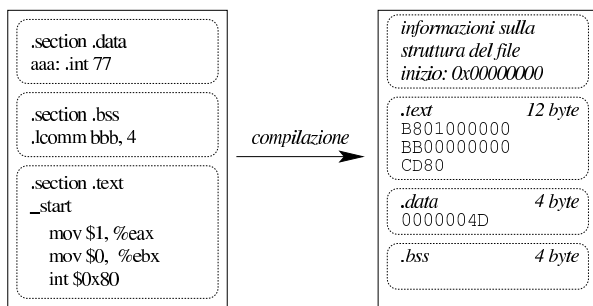 .section .data
aaa: .int 77
.section .bss
.lcomm bbb, 4
.section .text
_start
mov $1, %eax
mov $0, %ebx
int $0x80
compilazione
informazioni sulla
struttura del file
inizio: 0x00000000
.text 12 byte
B801000000
BB00000000
CD80
.data 4 byte
0000004D
.bss 4 byte